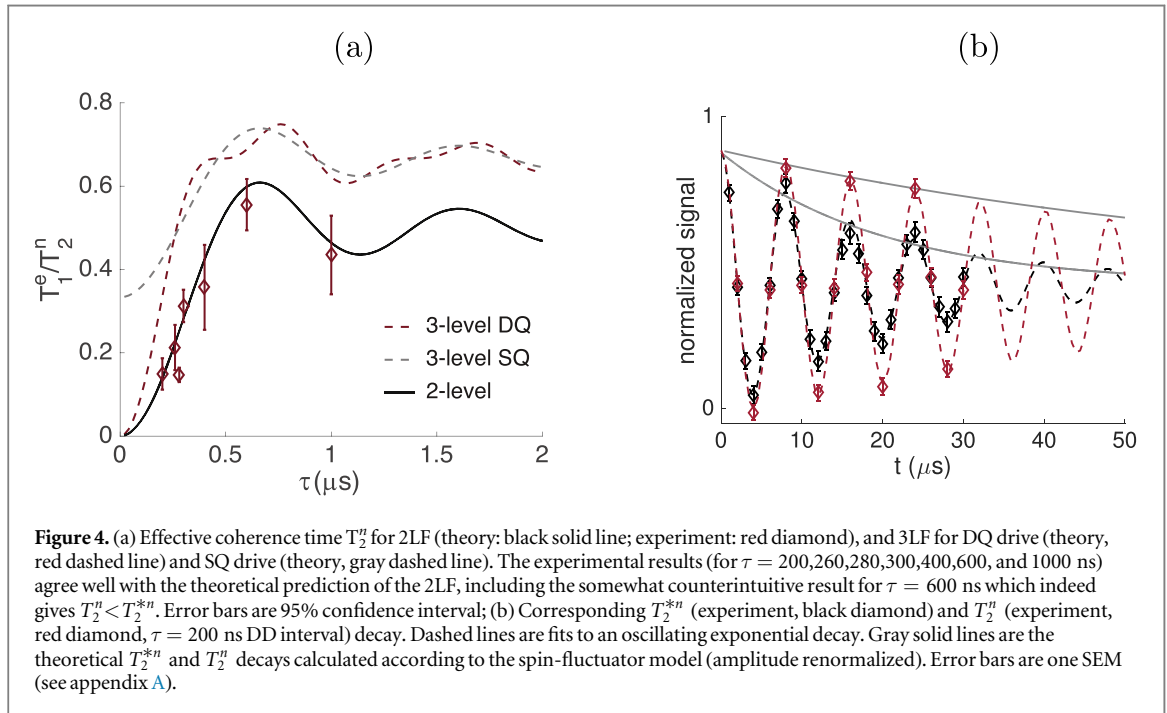 (a)
(b)
0.8
0.6
0.4
0.2
0
T₁ᵉ/T₂ⁿ
0
0.5
1
1.5
2
τ(μs)
3-level DQ
3-level SQ
2-level
1
0
normalized signal
0
10
20
30
40
50
t (μs)
Figure 4. (a) Effective coherence time T₂ⁿ for 2LF (theory: black solid line; experiment: red diamond), and 3LF for DQ drive (theory,
red dashed line) and SQ drive (theory, gray dashed line). The experimental results (for τ = 200,260,280,300,400,600, and 1000 ns)
agree well with the theoretical prediction of the 2LF, including the somewhat counterintuitive result for τ = 600 ns which indeed
gives T₂ⁿ < T₂*ⁿ. Error bars are 95% confidence interval; (b) Corresponding T₂*ⁿ (experiment, black diamond) and T₂ⁿ (experiment,
red diamond, τ = 200 ns DD interval) decay. Dashed lines are fits to an oscillating exponential decay. Gray solid lines are the
theoretical T₂*ⁿ and T₂ⁿ decays calculated according to the spin-fluctuator model (amplitude renormalized). Error bars are one SEM
(see appendix A).